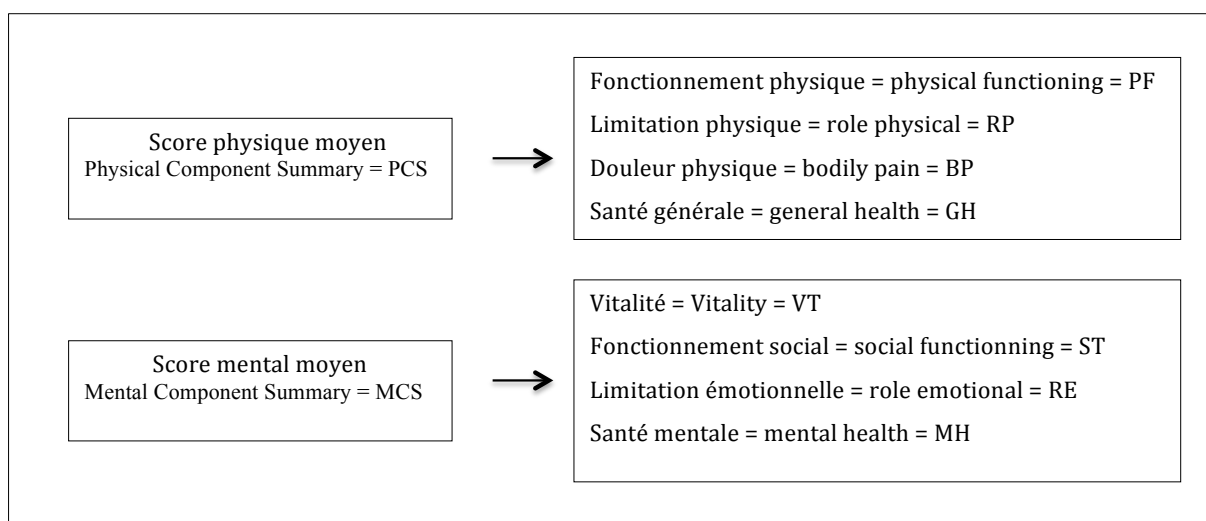 Score physique moyen
Physical Component Summary = PCS
Fonctionnement physique = physical functioning = PF
Limitation physique = role physical = RP
Douleur physique = bodily pain = BP
Santé générale = general health = GH
Score mental moyen
Mental Component Summary = MCS
Vitalité = Vitality = VT
Fonctionnement social = social functionning = ST
Limitation émotionnelle = role emotional = RE
Santé mentale = mental health = MH